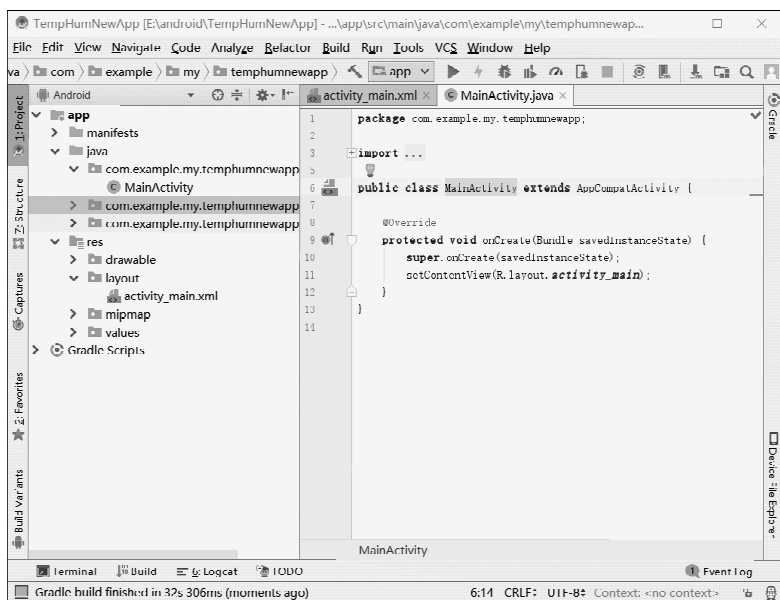 TempHumNewApp [E:\android\TempHumNewApp] - ...\app\src\main\java\com\example\my\temphumnewap...
File Edit View Navigate Code Analyze Refactor Build Run Tools VCS Window Help
va com example my temphumnewapp app
Android
activity_main.xml
MainActivity.java
1: Project
Z: Structure
Captures
2: Favorites
Build Variants
app
manifests
java
com.example.my.temphumnewapp
MainActivity
com.example.my.temphumnewapp
com.example.my.temphumnewapp
res
drawable
layout
activity_main.xml
mipmap
values
Gradle Scripts
1 package com.example.my.temphumnewapp;
2
3 import ...
5
6 public class MainActivity extends AppCompatActivity {
7
8 @Override
9 protected void onCreate(Bundle savedInstanceState) {
10 super.onCreate(savedInstanceState);
11 setContentView(R.layout.activity_main);
12 }
13 }
14
MainActivity
Gradle
Device File Explorer
Terminal Build 6: Logcat TODO 1 Event Log
Gradle build finished in 32s 306ms (moments ago) 6:14 CRLF UTF-8 Context: <no context>